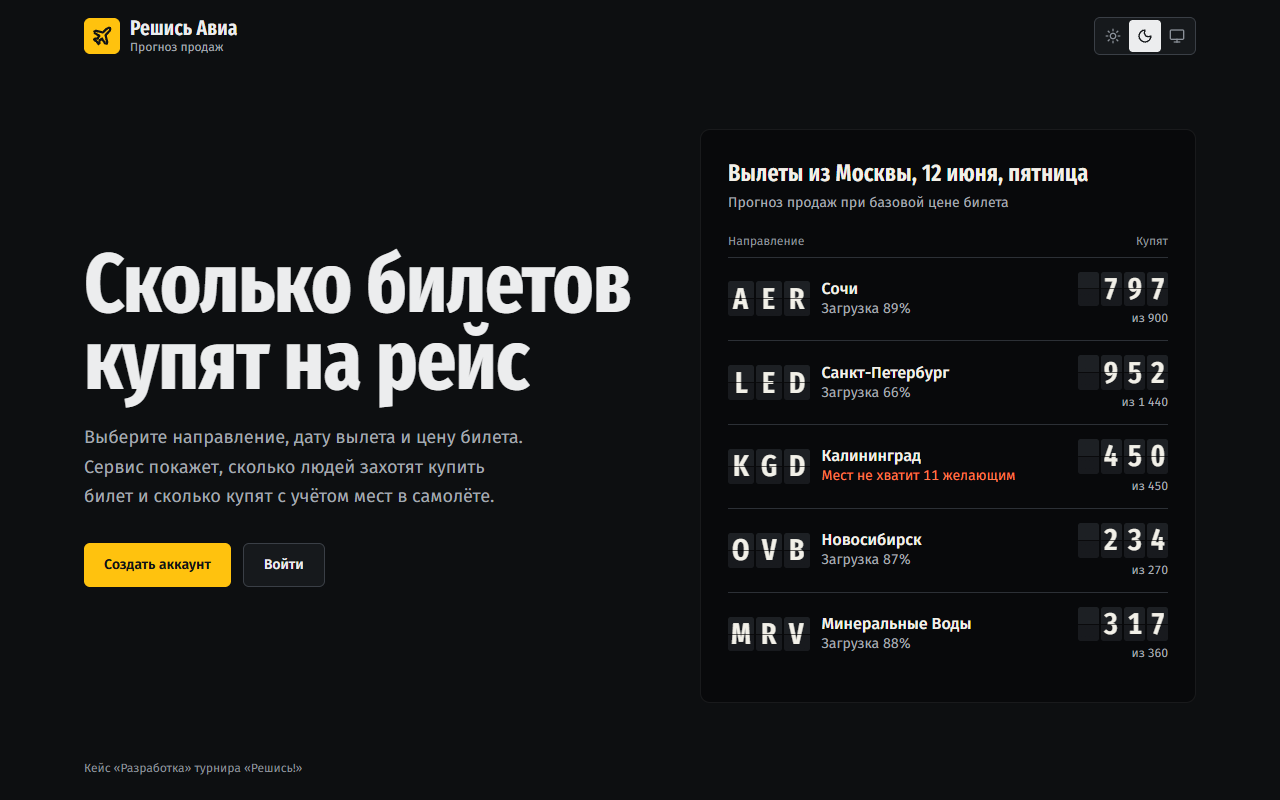 Решись Авиа
Прогноз продаж
Сколько билетов
купят на рейс
Выберите направление, дату вылета и цену билета.
Сервис покажет, сколько людей захотят купить
билет и сколько купят с учётом мест в самолёте.
Создать аккаунт
Войти
Вылеты из Москвы, 12 июня, пятница
Прогноз продаж при базовой цене билета
Направление Купят
AER Сочи 797
Загрузка 89% из 900
LED Санкт-Петербург 952
Загрузка 66% из 1 440
KGD Калининград 450
Мест не хватит 11 желающим из 450
OVB Новосибирск 234
Загрузка 87% из 270
MRV Минеральные Воды 317
Загрузка 88% из 360
Кейс «Разработка» турнира «Решись!»